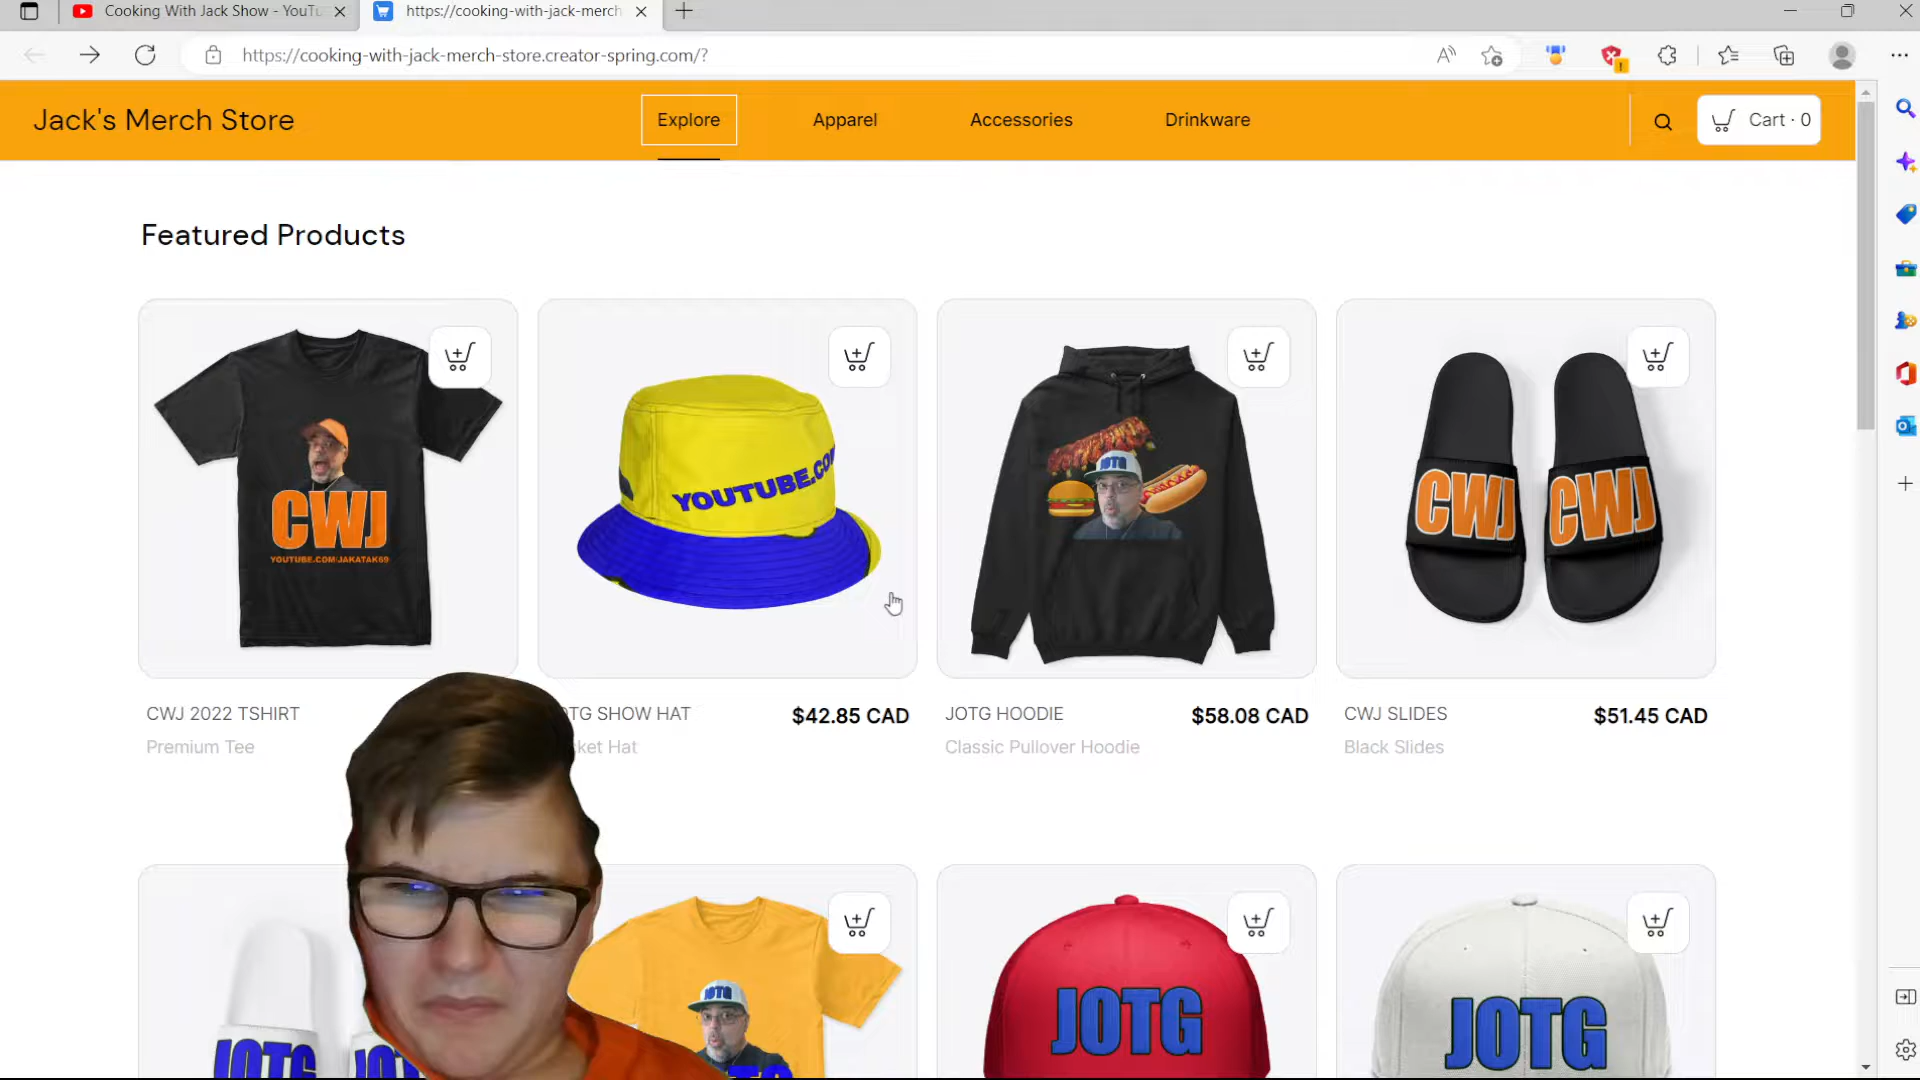 Cooking With Jack Show - YouTu
https://cooking-with-jack-merch
https://cooking-with-jack-merch-store.creator-spring.com/?
Jack's Merch Store
Explore
Apparel
Accessories
Drinkware
Cart · 0
Featured Products
CWJ
YOUTUBE.COM/JAKATAK69
YOUTUBE.CO
JOTG
CWJ
CWJ
CWJ 2022 TSHIRT
Premium Tee
OTG SHOW HAT
$42.85 CAD
ket Hat
JOTG HOODIE
$58.08 CAD
Classic Pullover Hoodie
CWJ SLIDES
$51.45 CAD
Black Slides
JOTG
JOTG
JOTG
JOTG